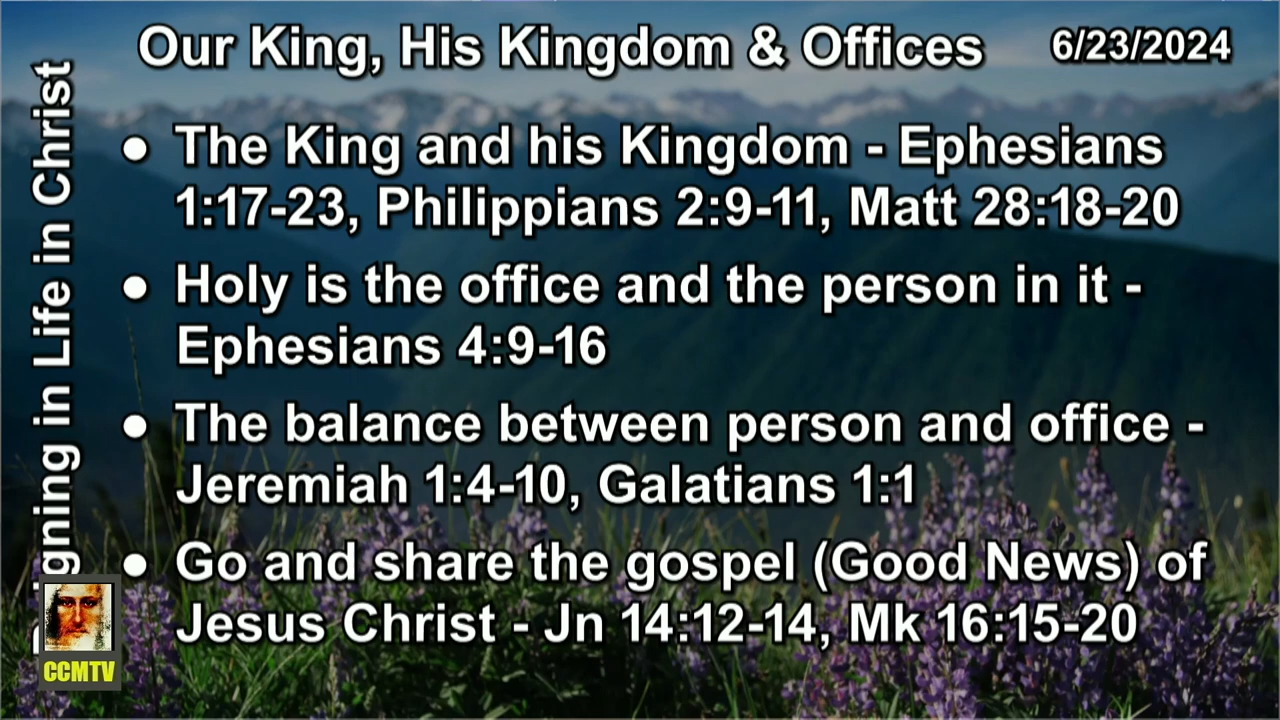 Our King, His Kingdom & Offices
6/23/2024
igning in Life in Christ
● The King and his Kingdom - Ephesians
1:17-23, Philippians 2:9-11, Matt 28:18-20
● Holy is the office and the person in it -
Ephesians 4:9-16
● The balance between person and office -
Jeremiah 1:4-10, Galatians 1:1
● Go and share the gospel (Good News) of
Jesus Christ - Jn 14:12-14, Mk 16:15-20
CCMTV